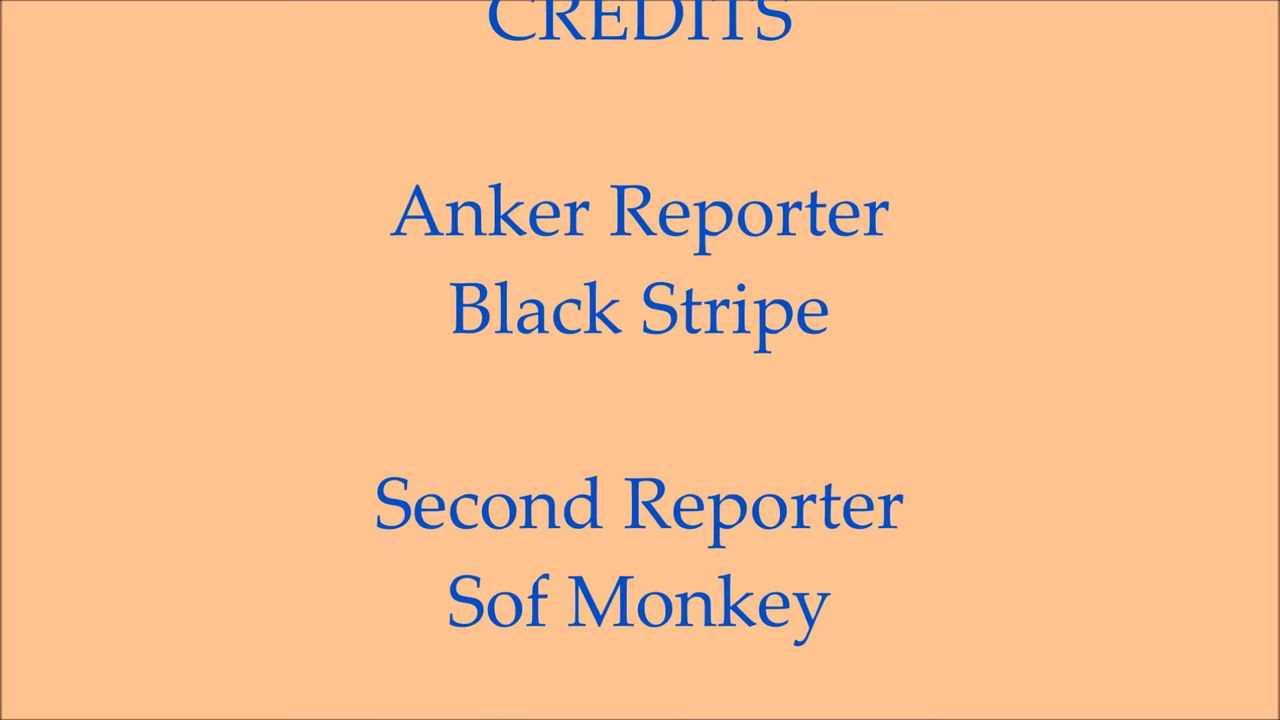 CREDITS
Anker Reporter
Black Stripe
Second Reporter
Sof Monkey